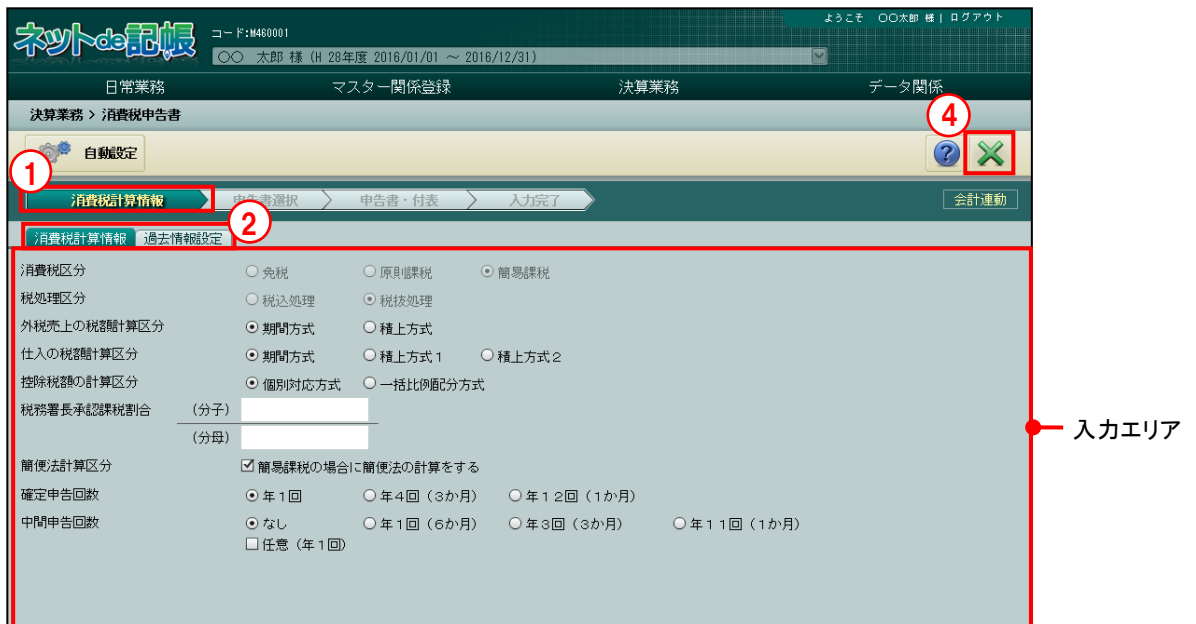 ようこそ 〇〇太郎 様 | ログアウト
ネットde記帳
コード:M460001
〇〇 太郎 様 (H 28年度 2016/01/01 ～ 2016/12/31)
日常業務 マスター関係登録 決算業務 データ関係
決算業務 > 消費税申告書
4
自動設定
?
1
消費税計算情報 申告書選択 申告書・付表 入力完了 会計連動
2
消費税計算情報 過去情報設定
消費税区分 免税 原則課税 簡易課税
税処理区分 税込処理 税抜処理
外税売上の税額計算区分 期間方式 積上方式
仕入の税額計算区分 期間方式 積上方式1 積上方式2
控除税額の計算区分 個別対応方式 一括比例配分方式
税務署長承認課税割合 (分子)
(分母)
入力エリア
簡便法計算区分 簡易課税の場合に簡便法の計算をする
確定申告回数 年1回 年4回 (3か月) 年12回 (1か月)
中間申告回数 なし 年1回 (6か月) 年3回 (3か月) 年11回 (1か月)
任意 (年1回)